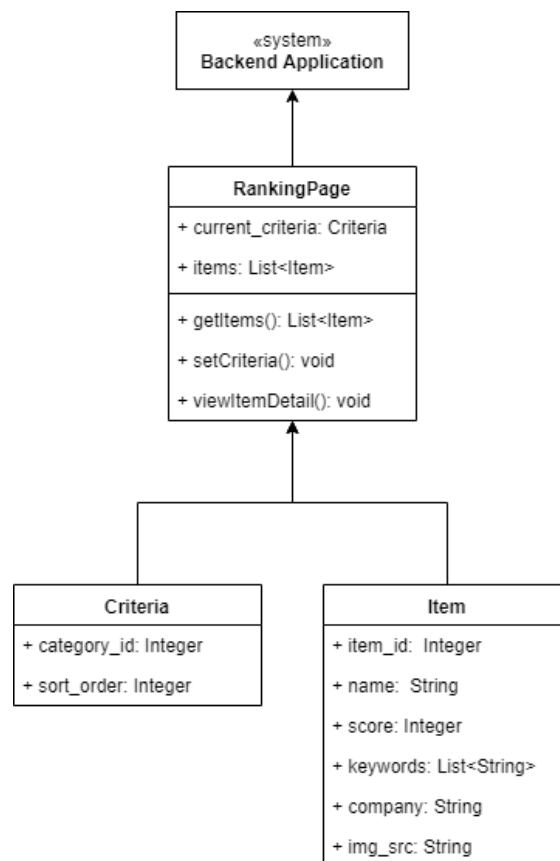 «system»
Backend Application
RankingPage
+ current_criteria: Criteria
+ items: List<Item>
+ getItems(): List<Item>
+ setCriteria(): void
+ viewItemDetail(): void
Criteria
+ category_id: Integer
+ sort_order: Integer
Item
+ item_id: Integer
+ name: String
+ score: Integer
+ keywords: List<String>
+ company: String
+ img_src: String